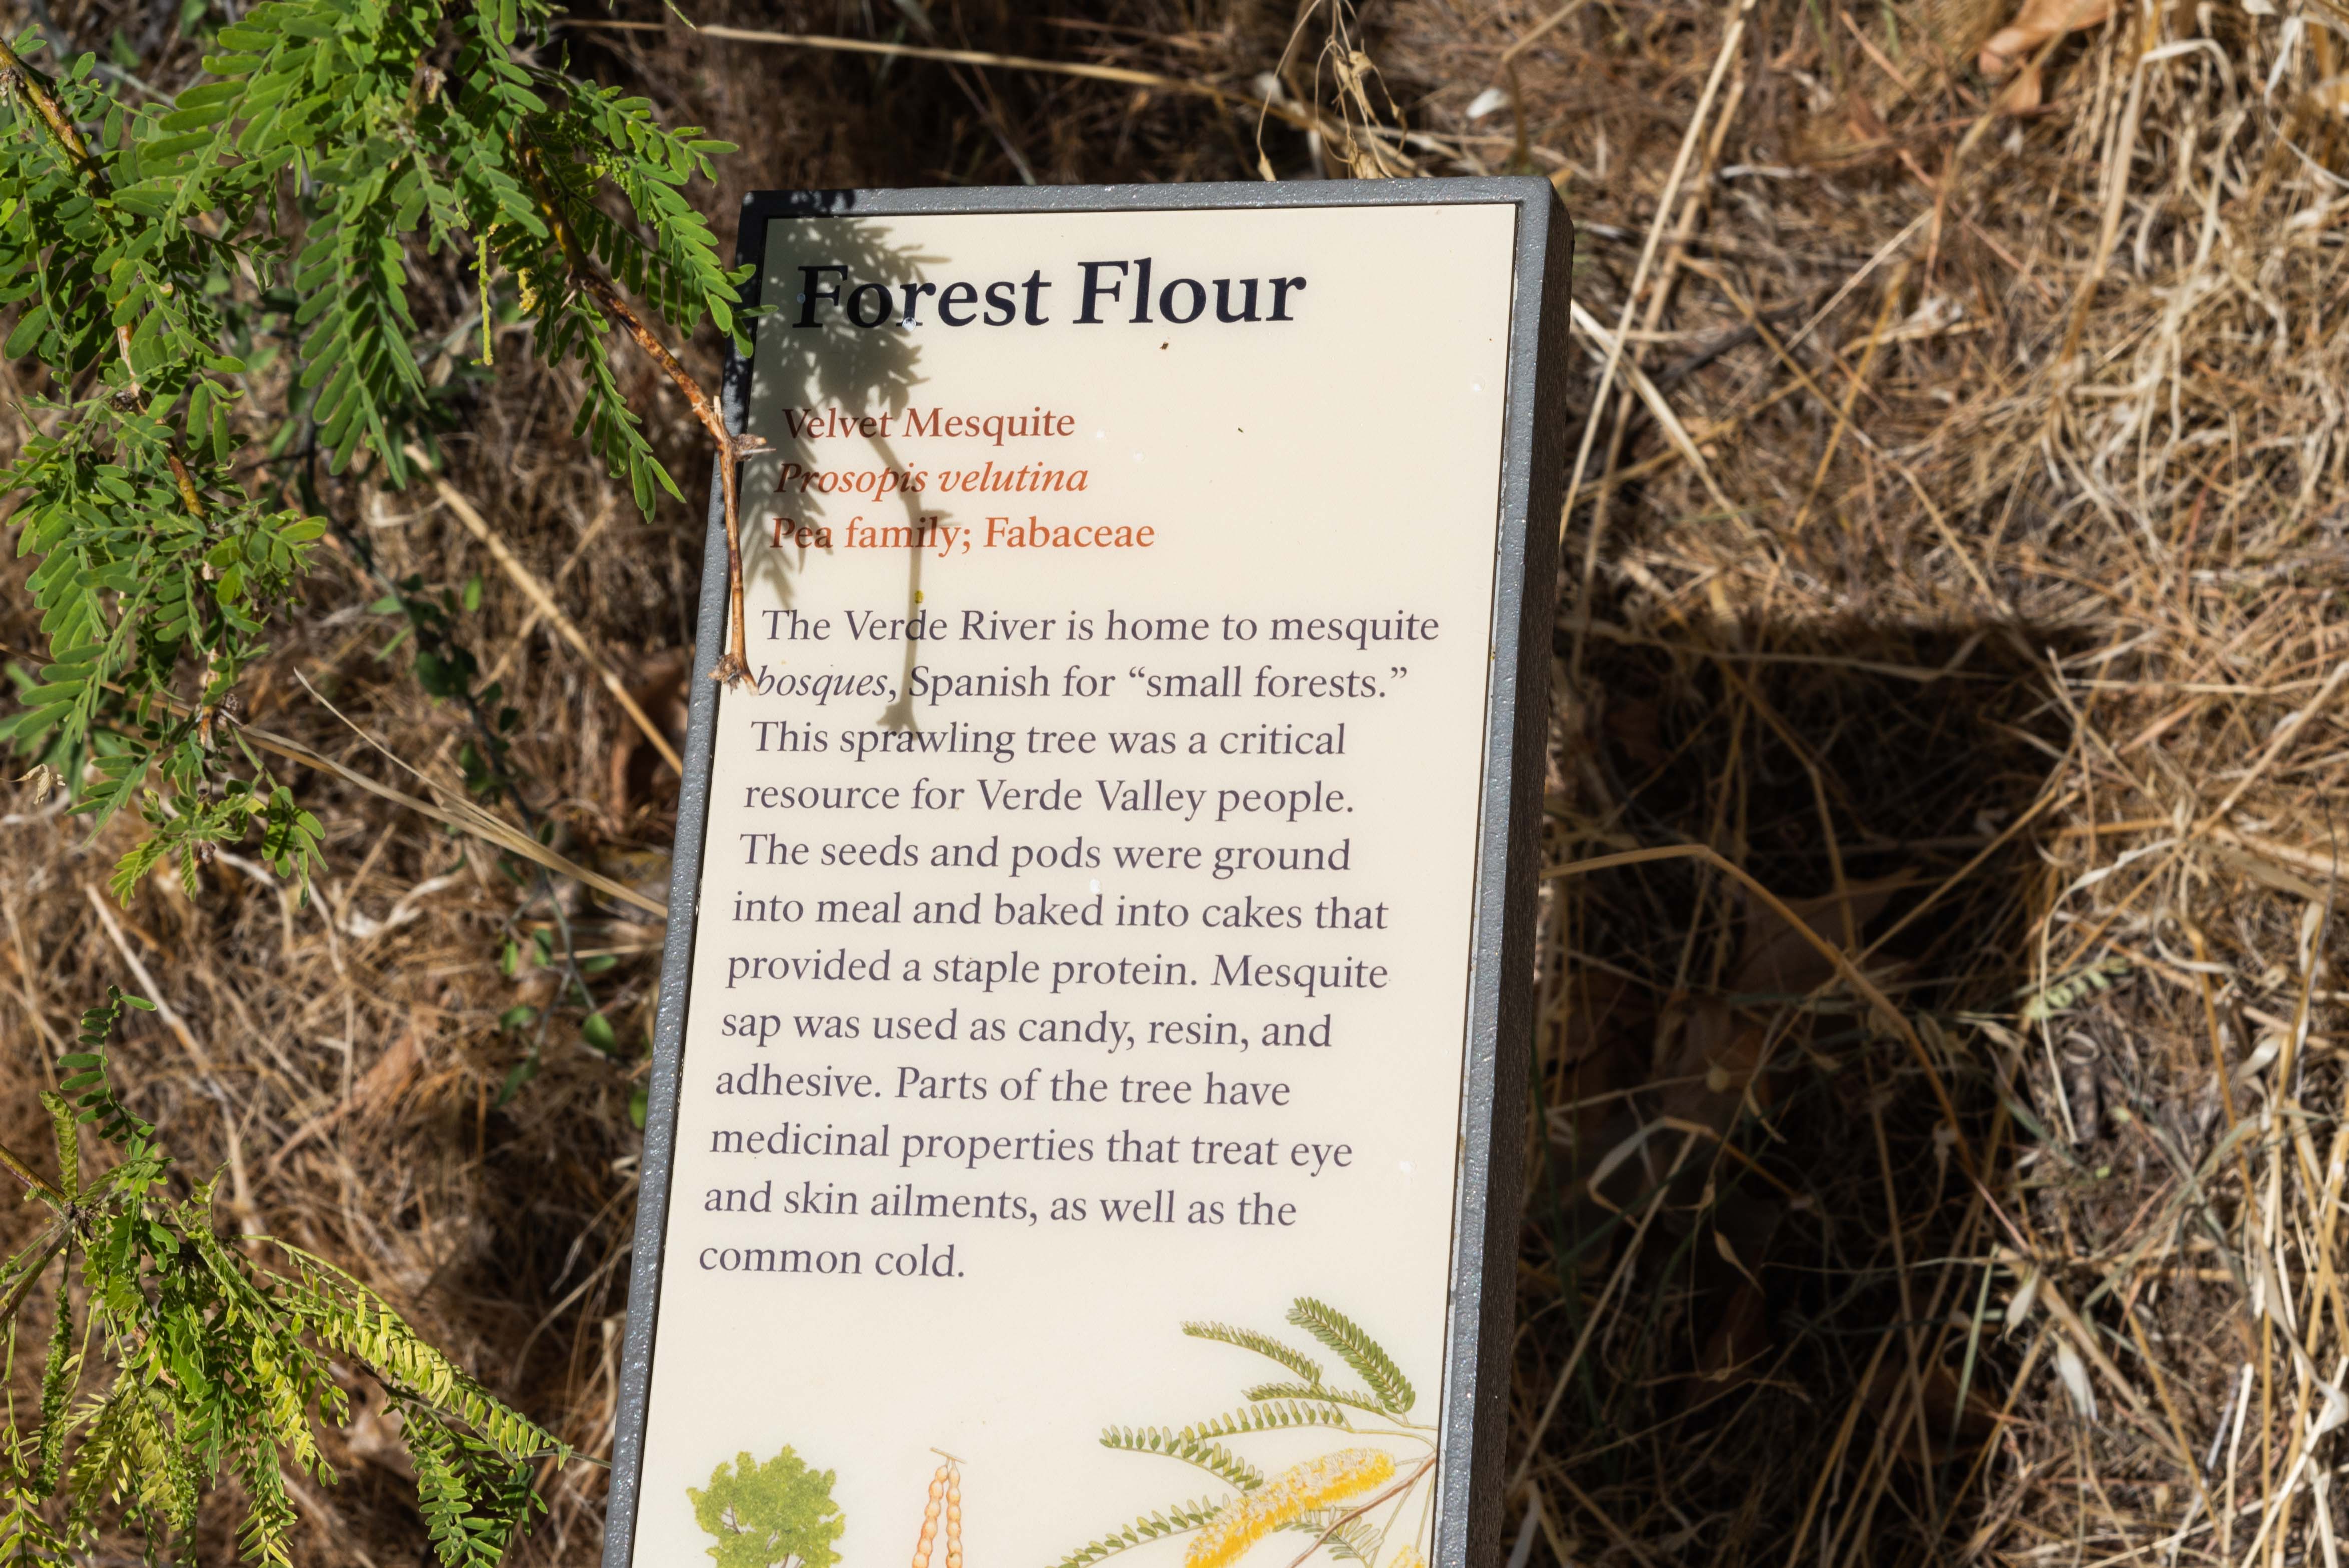 Forest Flour
Velvet Mesquite
Prosopis velutina
Pea family; Fabaceae
The Verde River is home to mesquite
bosques, Spanish for “small forests.”
This sprawling tree was a critical
resource for Verde Valley people.
The seeds and pods were ground
into meal and baked into cakes that
provided a staple protein. Mesquite
sap was used as candy, resin, and
adhesive. Parts of the tree have
medicinal properties that treat eye
and skin ailments, as well as the
common cold.